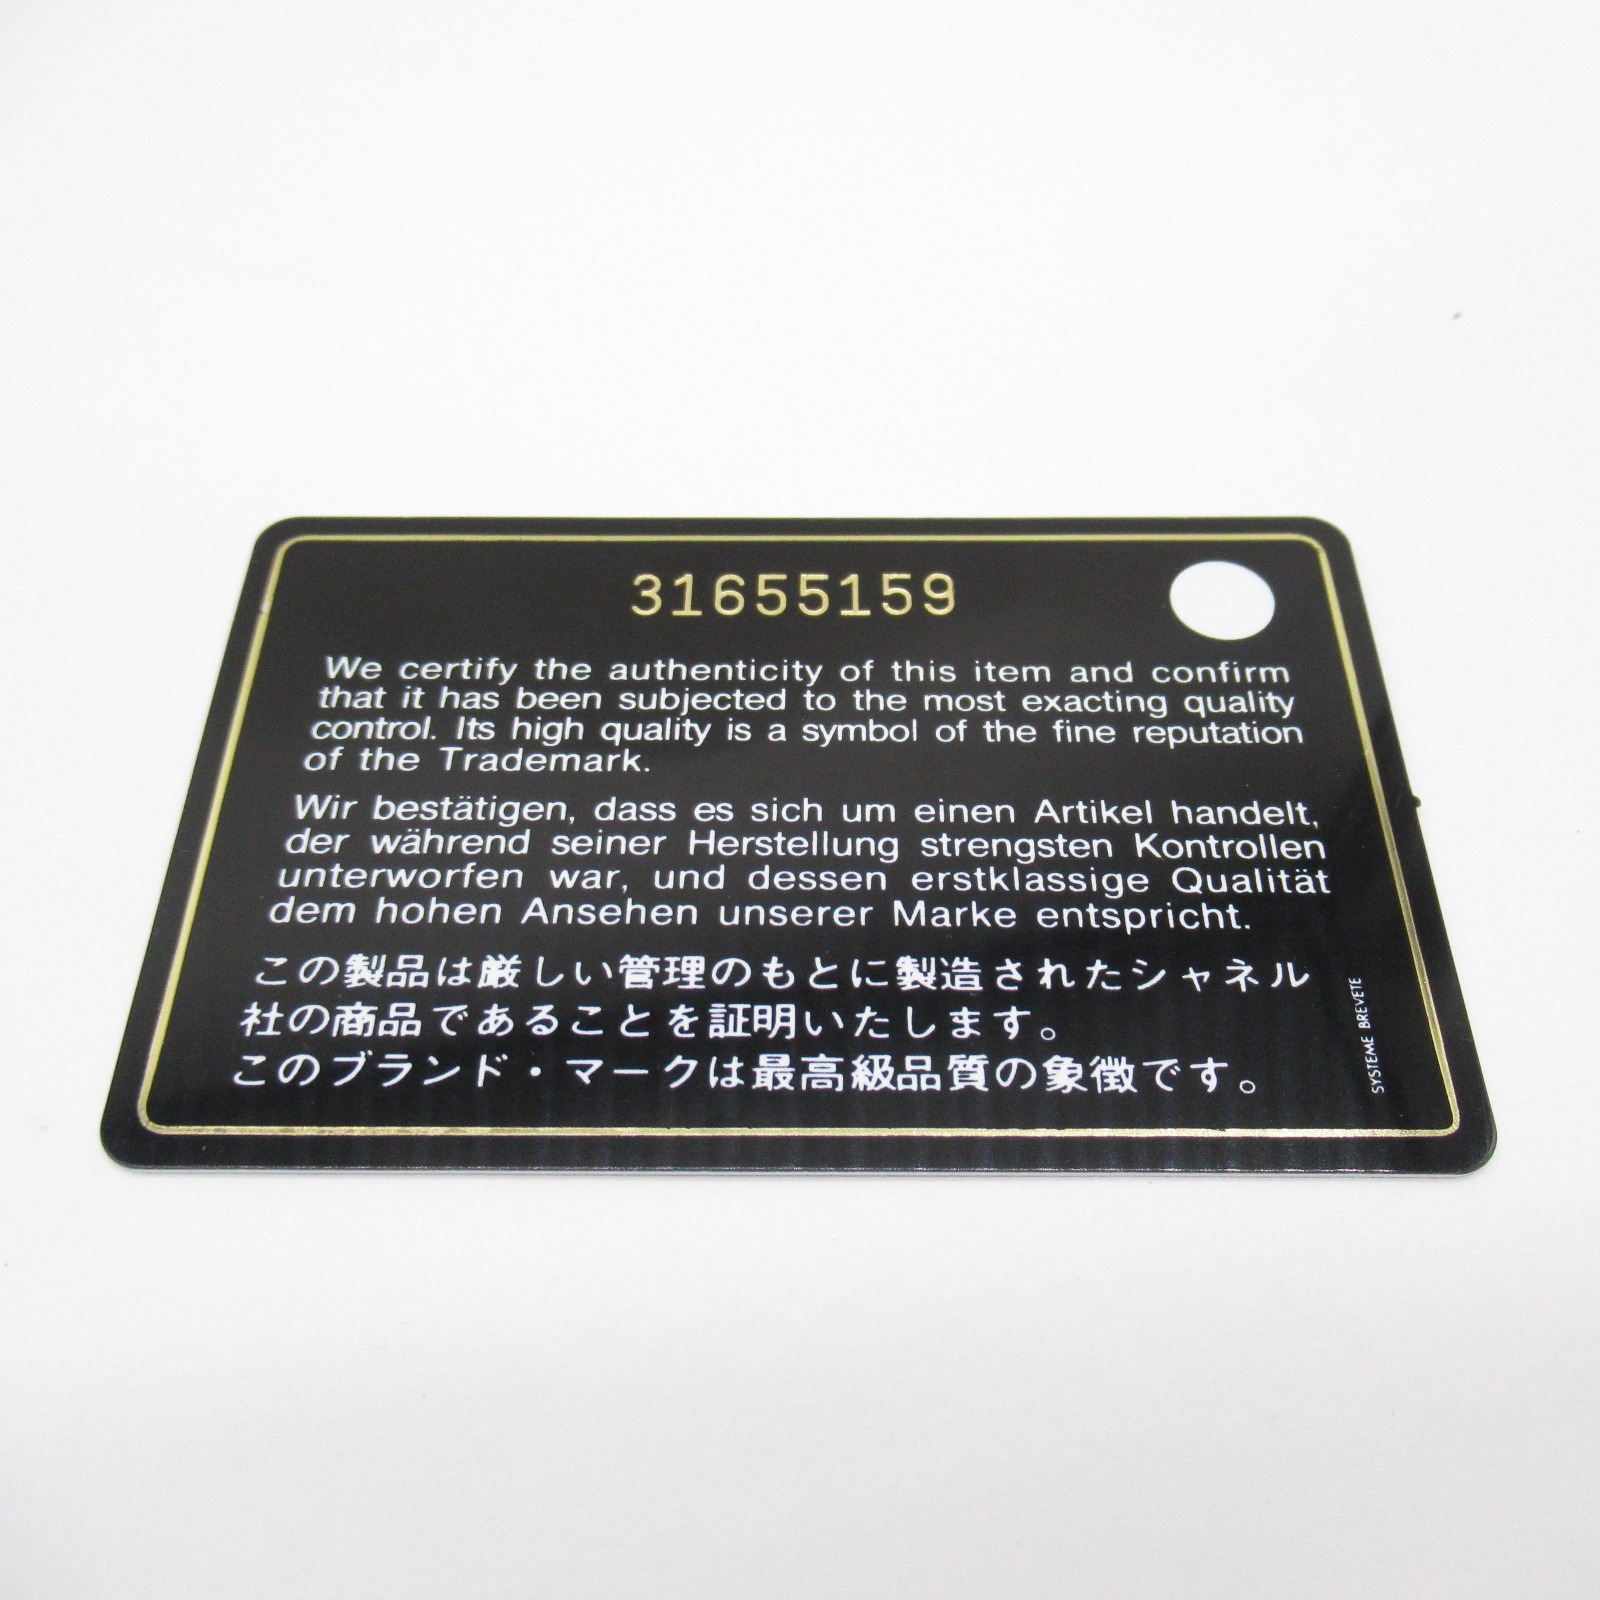 31655159
We certify the authenticity of this item and confirm
that it has been subjected to the most exacting quality
control. Its high quality is a symbol of the fine reputation
of the Trademark.
Wir bestätigen, dass es sich um einen Artikel handelt,
der während seiner Herstellung strengsten Kontrollen
unterworfen war, und dessen erstklassige Qualität
dem hohen Ansehen unserer Marke entspricht.
この製品は厳しい管理のもとに製造されたシャネル
社の商品であることを証明いたします。
このブランド・マークは最高級品質の象徴です。
SYSTEME BREVETE